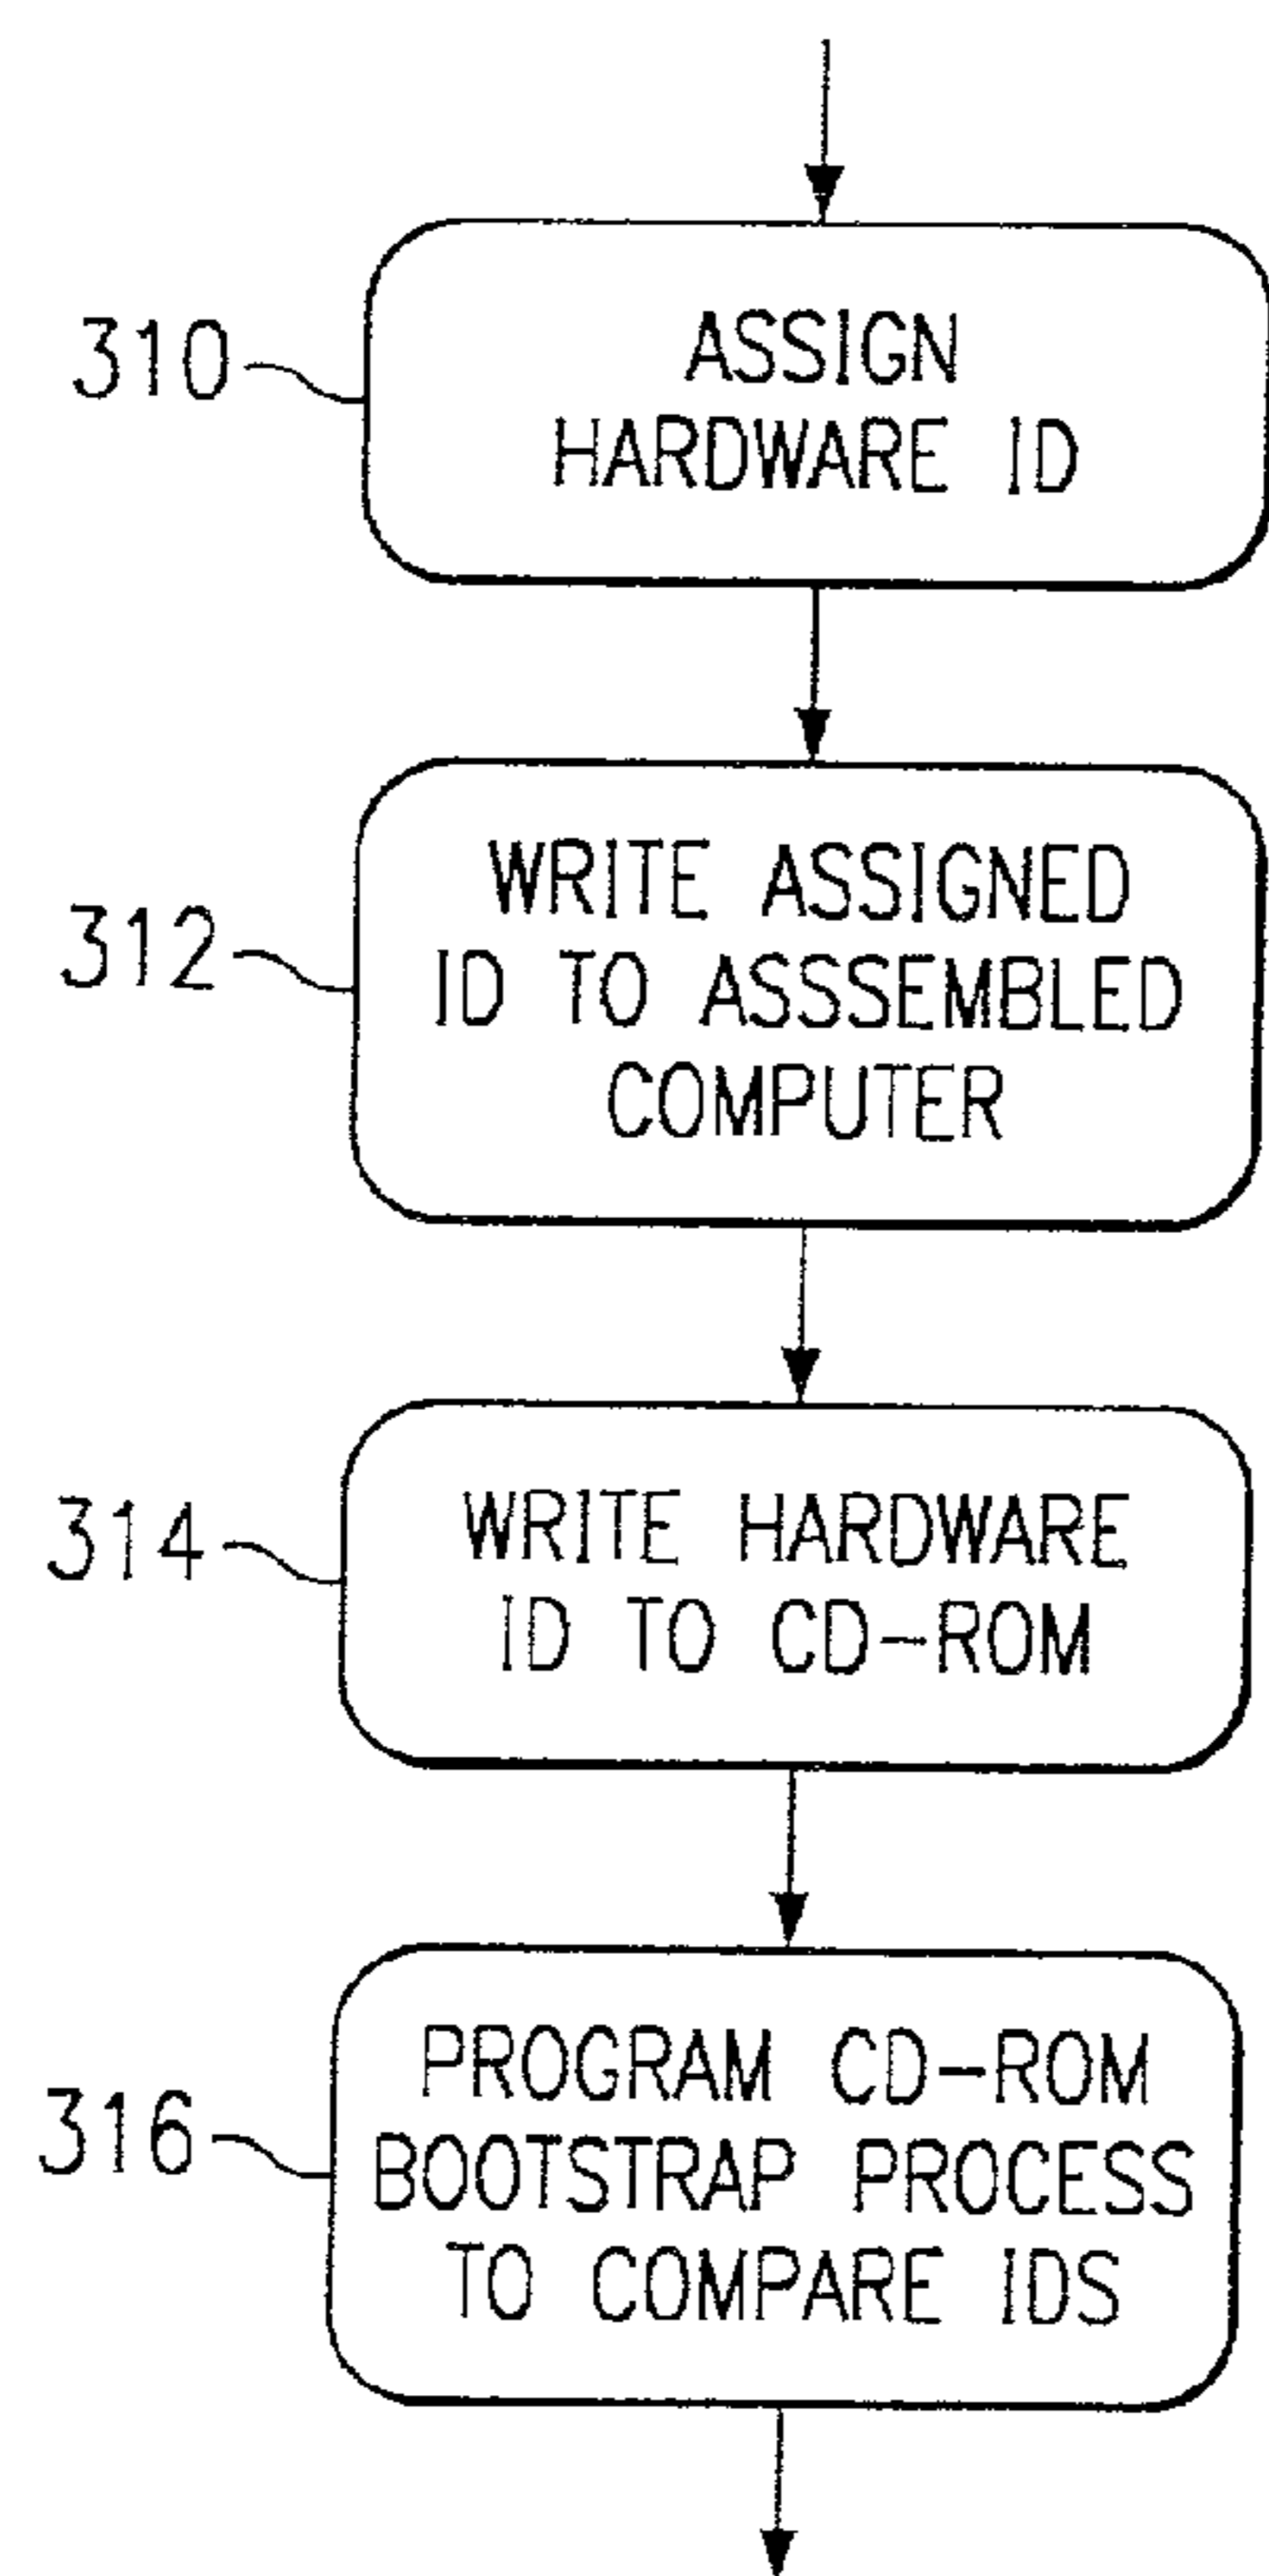 310
ASSIGN
HARDWARE ID
312
WRITE ASSIGNED
ID TO ASSSEMBLED
COMPUTER
314
WRITE HARDWARE
ID TO CD-ROM
316
PROGRAM CD-ROM
BOOTSTRAP PROCESS
TO COMPARE IDS